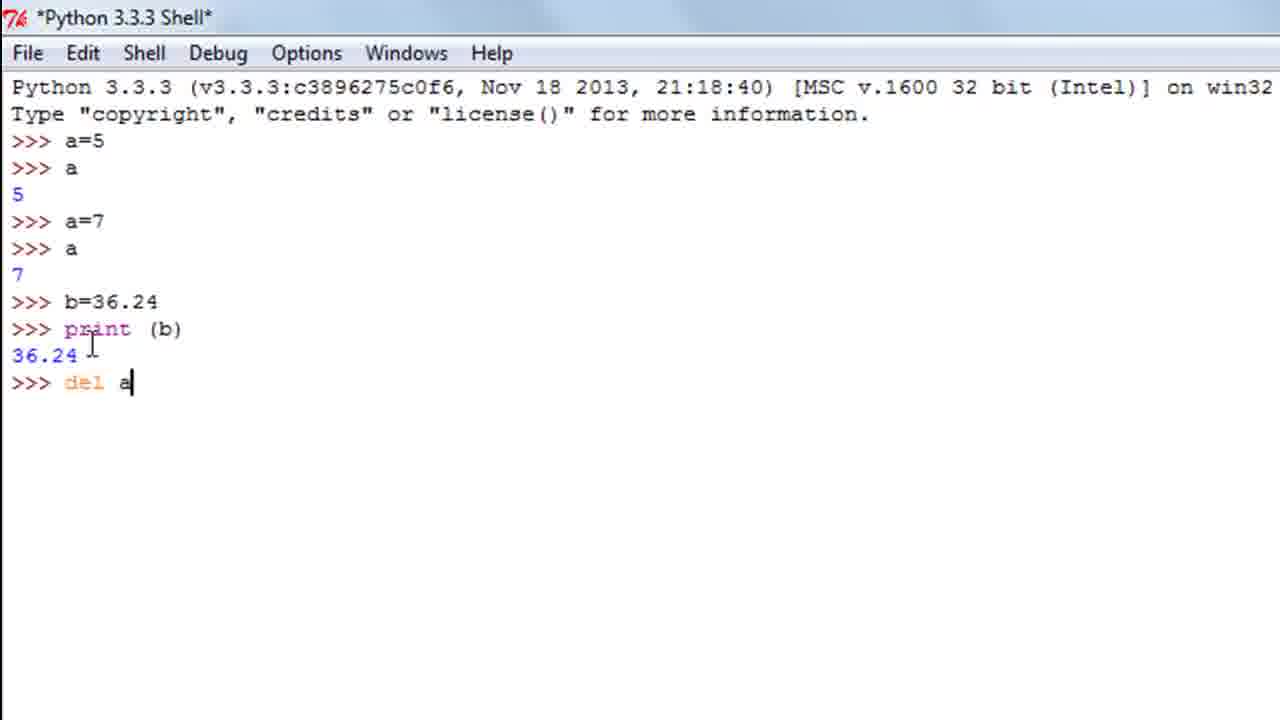 *Python 3.3.3 Shell*
File Edit Shell Debug Options Windows Help
Python 3.3.3 (v3.3.3:c3896275c0f6, Nov 18 2013, 21:18:40) [MSC v.1600 32 bit (Intel)] on win32
Type "copyright", "credits" or "license()" for more information.
>>> a=5
>>> a
5
>>> a=7
>>> a
7
>>> b=36.24
>>> print (b)
36.24
>>> del a